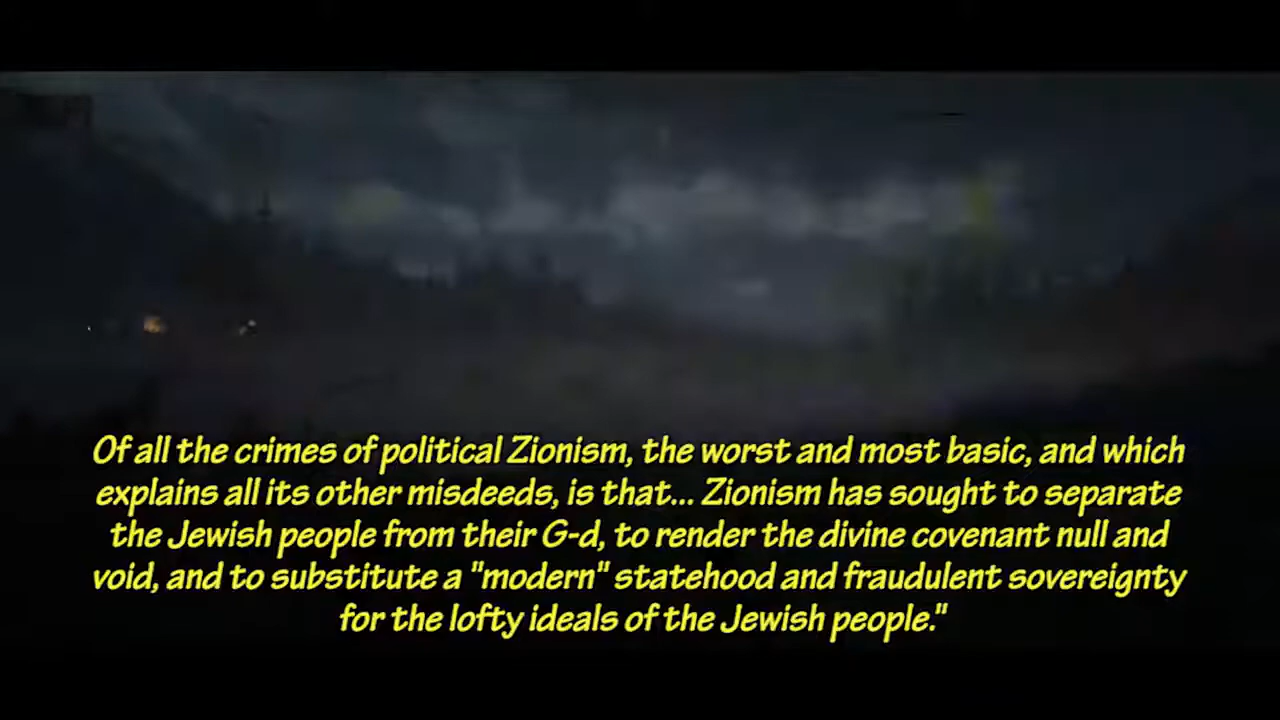 Of all the crimes of political Zionism, the worst and most basic, and which
explains all its other misdeeds, is that... Zionism has sought to separate
the Jewish people from their G-d, to render the divine covenant null and
void, and to substitute a "modern" statehood and fraudulent sovereignty
for the lofty ideals of the Jewish people."